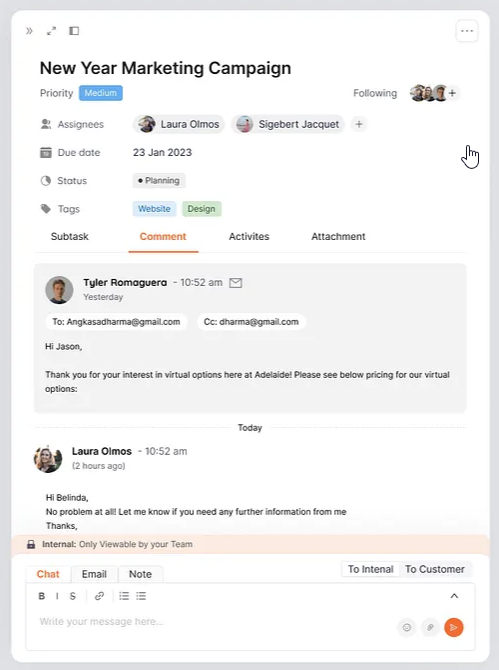 New Year Marketing Campaign
Priority Medium Following
Assignees Laura Olmos Sigebert Jacquet
Due date 23 Jan 2023
Status Planning
Tags Website Design
Subtask Comment Activites Attachment
Tyler Romaguera - 10:52 am
Yesterday
To: Angkasadharma@gmail.com Cc: dharma@gmail.com
Hi Jason,
Thank you for your interest in virtual options here at Adelaide! Please see below pricing for our virtual
options:
Today
Laura Olmos - 10:52 am
(2 hours ago)
Hi Belinda,
No problem at all! Let me know if you need any further information from me
Thanks,
Internal: Only Viewable by your Team
Chat Email Note To Intenal To Customer
B I S
Write your message here...